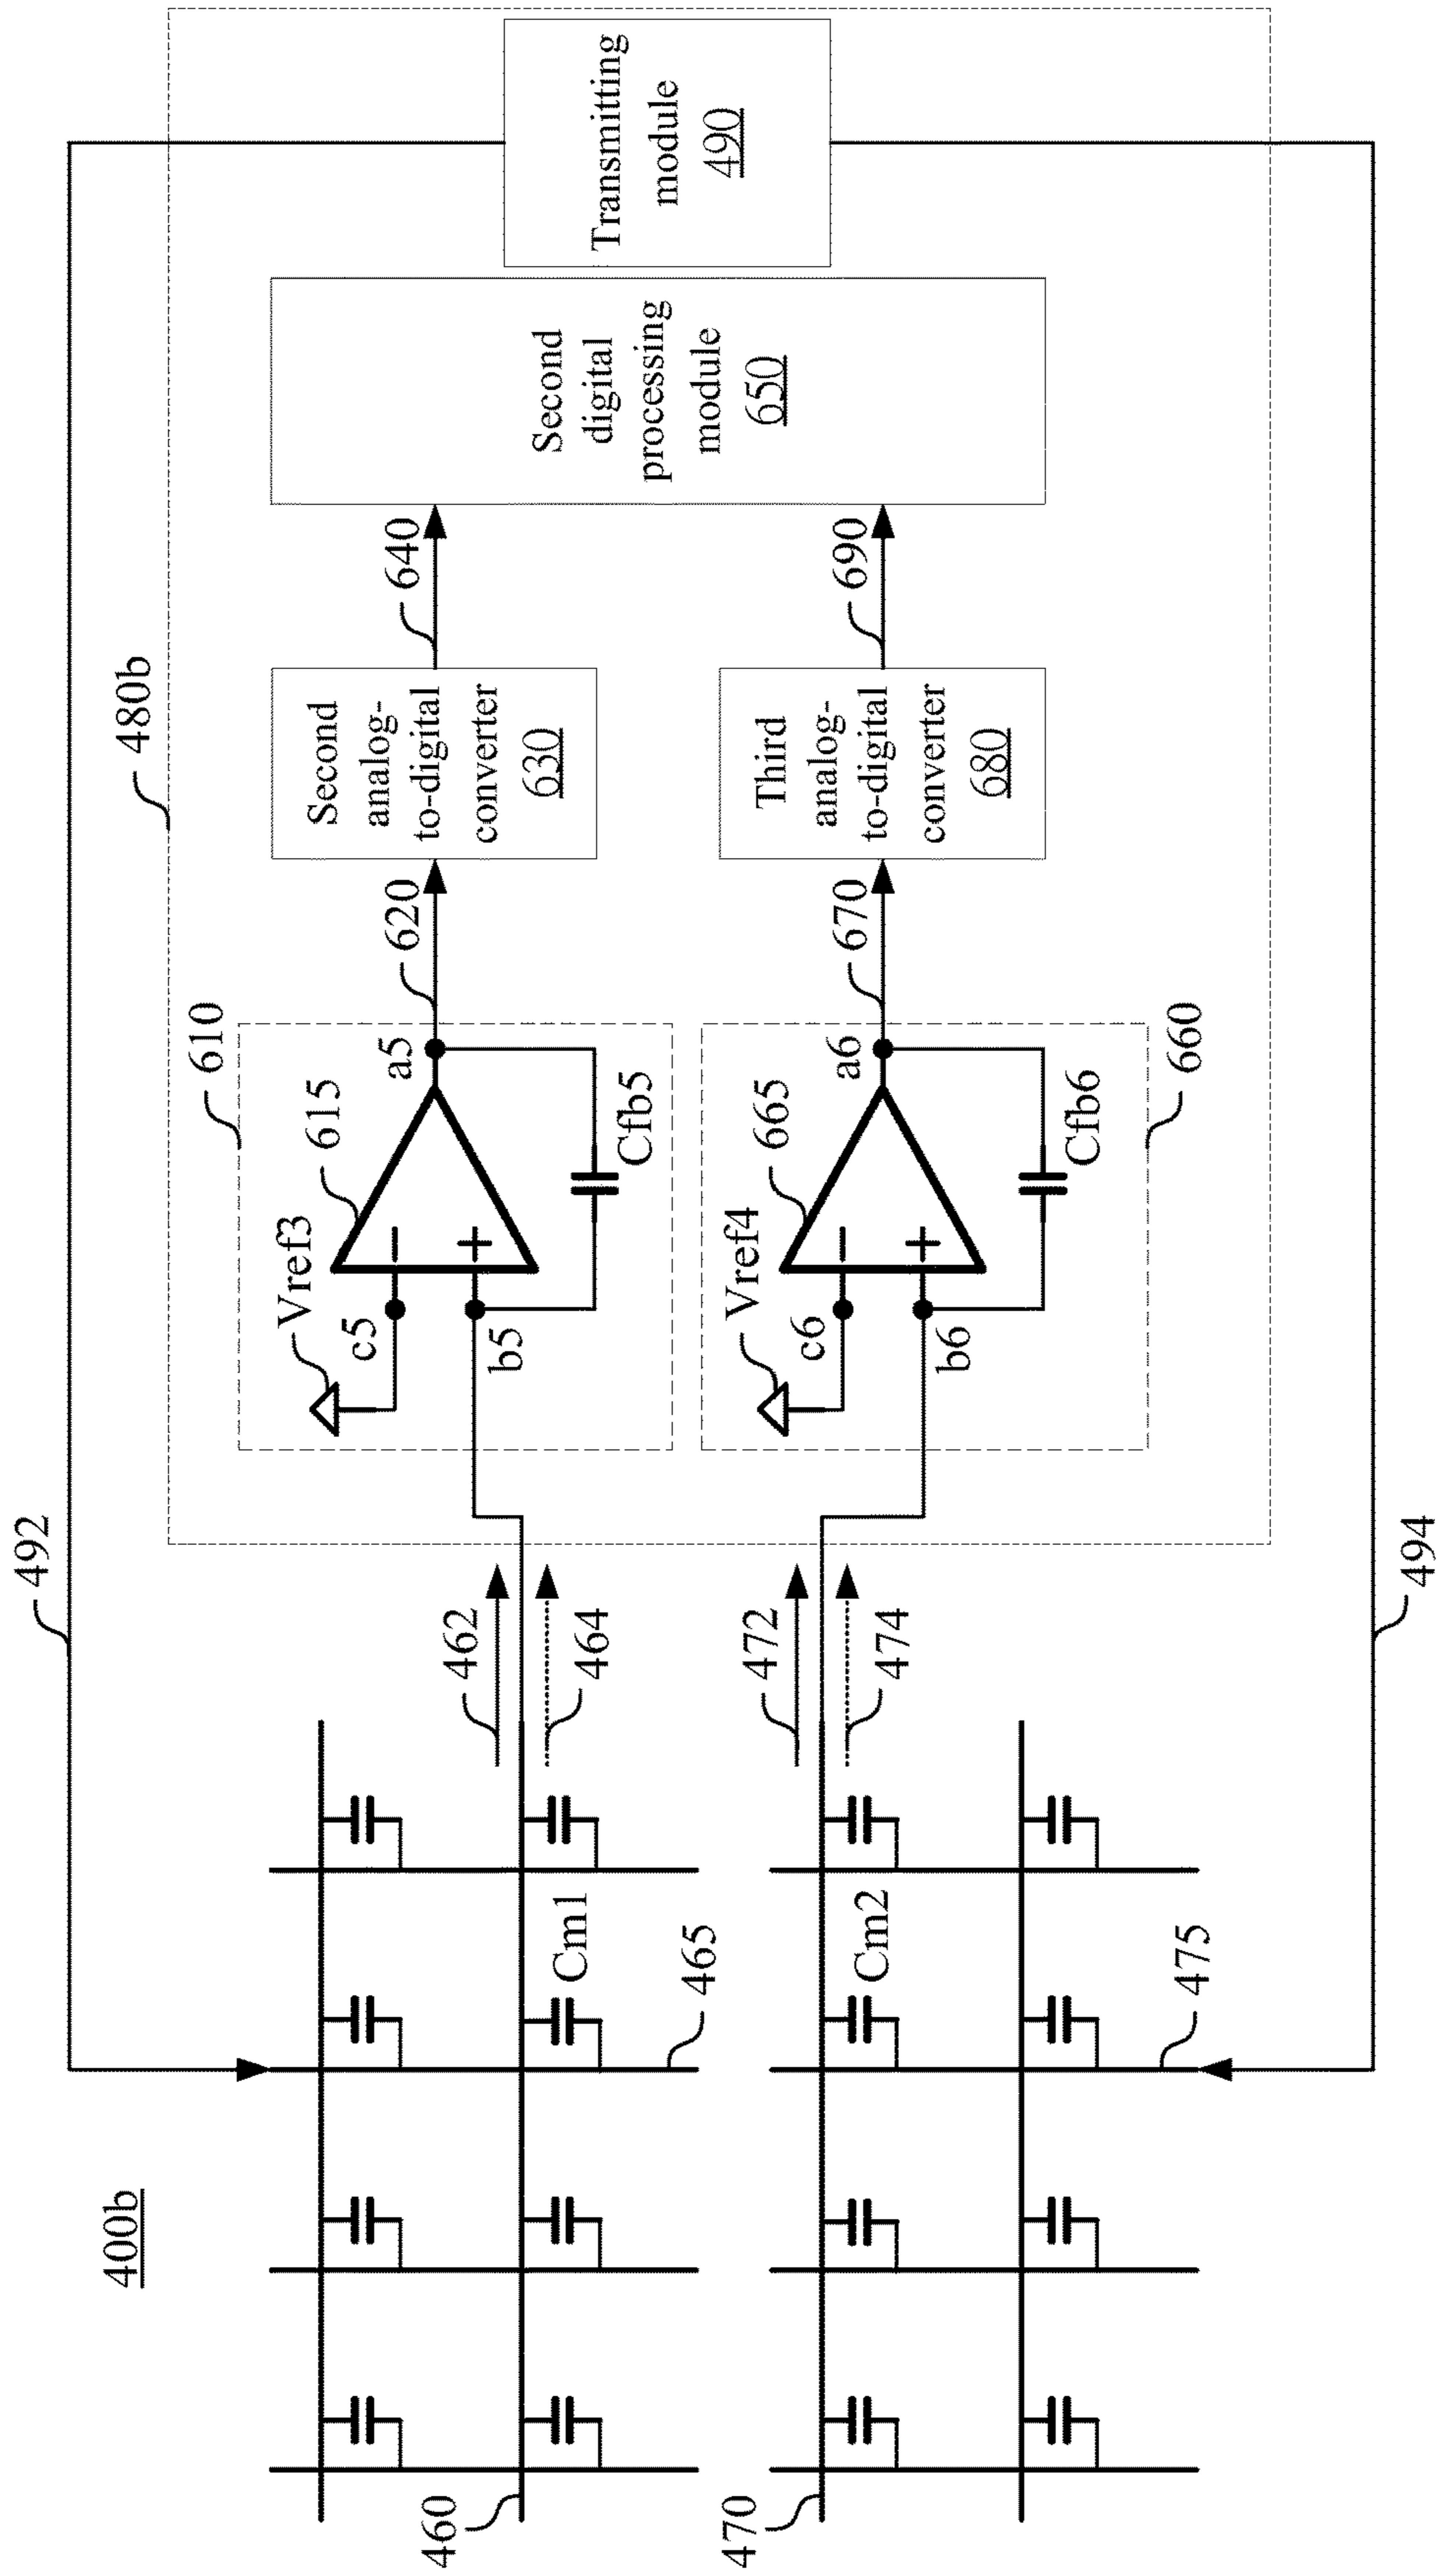 400b
492
480b
Transmitting
module
490
610
Vref3
615
c5
b5
a5
Cfb5
620
Second
analog-
to-digital
converter
630
640
Second
digital
processing
module
650
460
462
464
Cm1
465
470
472
474
Cm2
475
Vref4
665
c6
b6
a6
Cfb6
660
670
Third
analog-
to-digital
converter
680
690
494
−
+
−
+